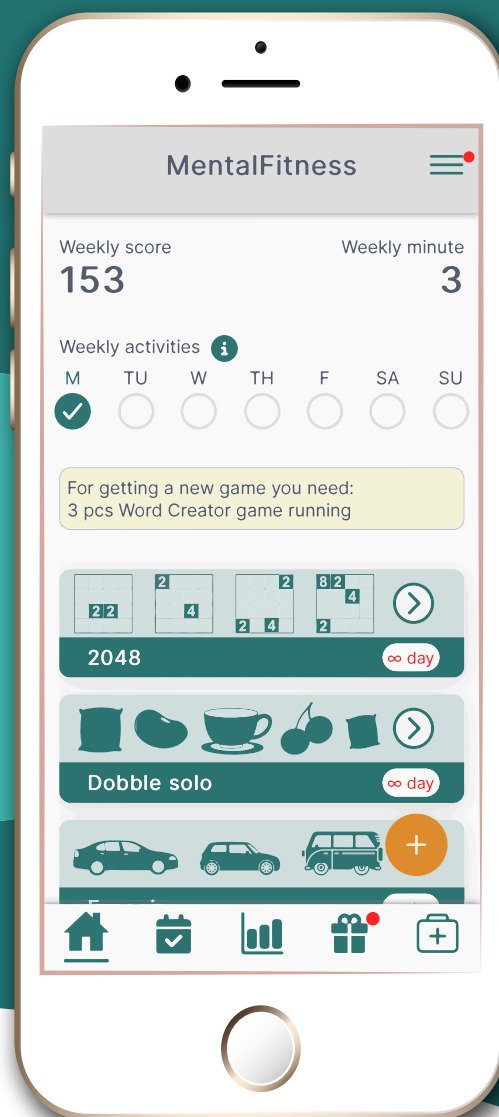 MentalFitness
Weekly score
Weekly minute
153
3
Weekly activities i
M TU W TH F SA SU
For getting a new game you need:
3 pcs Word Creator game running
2 2
2
4
2
2 4
8 2
4
2
2048
∞ day
Dobble solo
∞ day